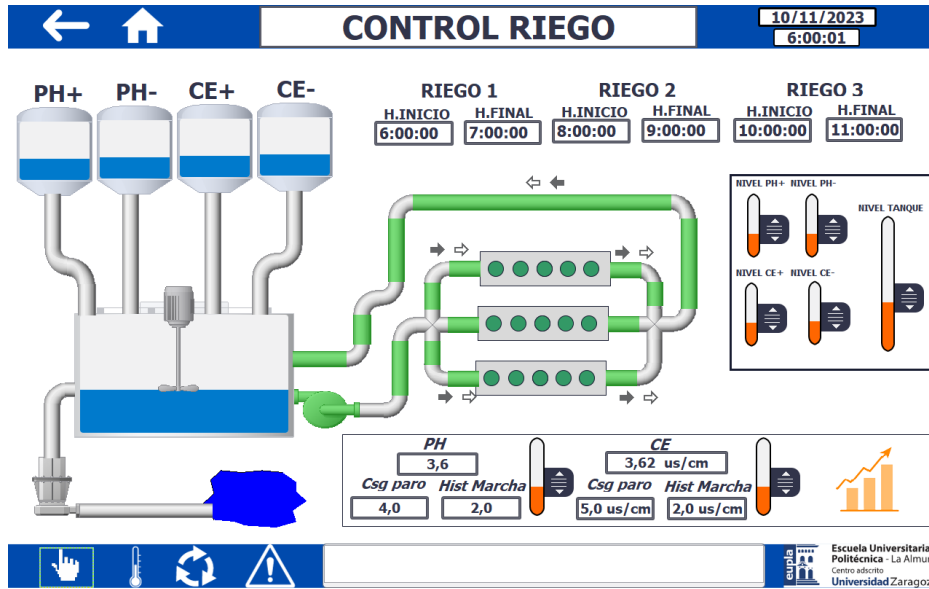 CONTROL RIEGO
10/11/2023
6:00:01
PH+ PH- CE+ CE-
RIEGO 1 RIEGO 2 RIEGO 3
H.INICIO H.FINAL H.INICIO H.FINAL H.INICIO H.FINAL
6:00:00 7:00:00 8:00:00 9:00:00 10:00:00 11:00:00
NIVEL PH+ NIVEL PH-
NIVEL TANQUE
NIVEL CE+ NIVEL CE-
PH
3,6
Csg paro Hist Marcha
4,0 2,0
CE
3,62 us/cm
Csg paro Hist Marcha
5,0 us/cm 2,0 us/cm
eupla
Escuela Universitaria
Politécnica - La Almun
Centro adscrito
Universidad Zaragoz